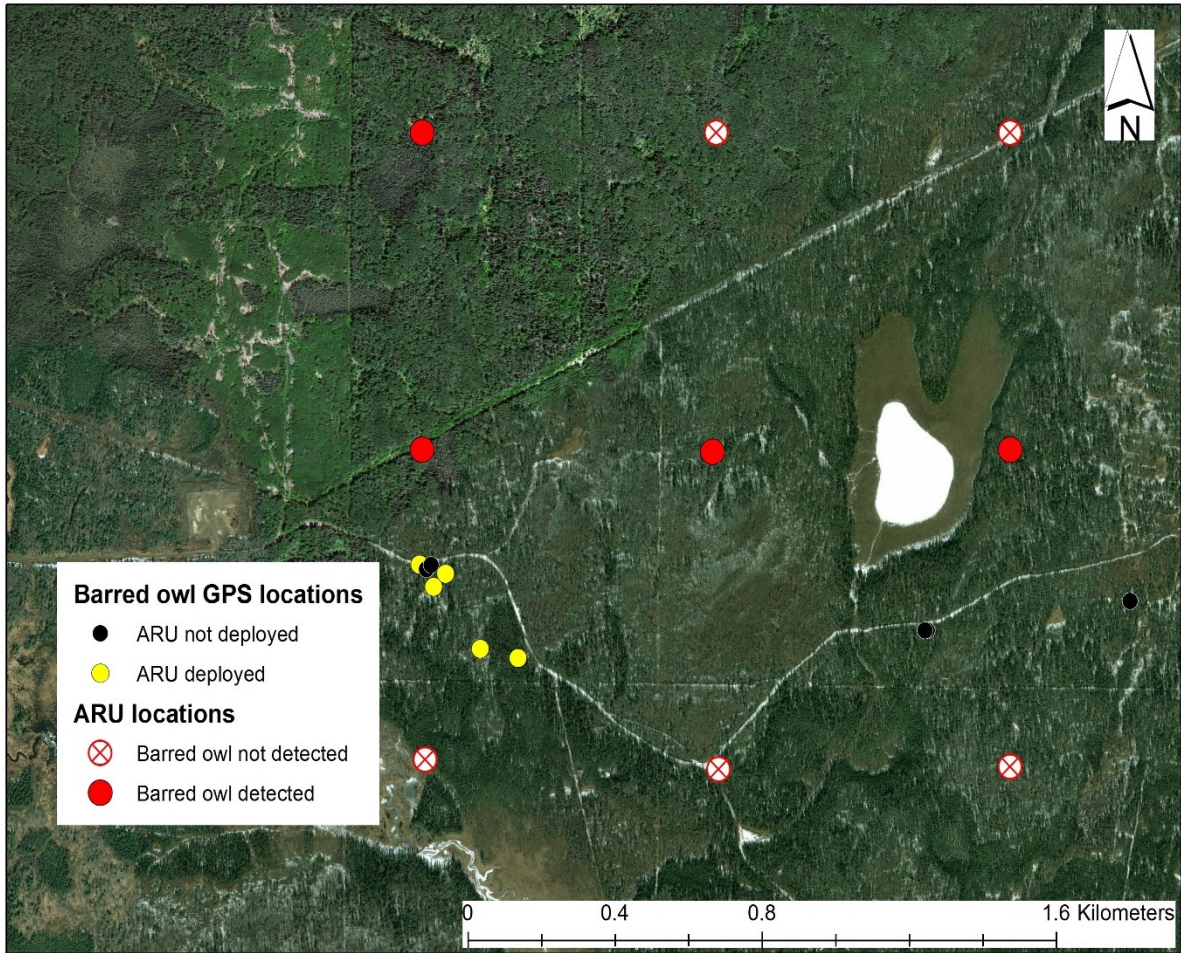 N
Barred owl GPS locations
ARU not deployed
ARU deployed
ARU locations
Barred owl not detected
Barred owl detected
0 0.4 0.8 1.6 Kilometers